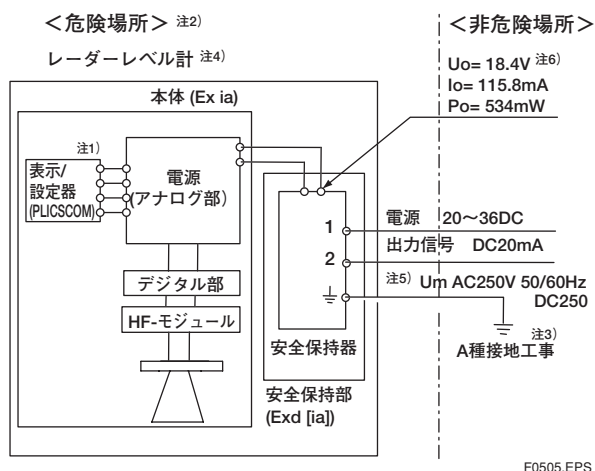 ＜危険場所＞ 注2)
＜非危険場所＞
レーダーレベル計 注4)
Uo= 18.4V 注6)
Io= 115.8mA
Po= 534mW
本体 (Ex ia)
注1)
表示/
設定器
(PLICSCOM)
電源
(アナログ部)
電源 20～36DC
1
出力信号 DC20mA
2
注5) Um AC250V 50/60Hz
DC250
デジタル部
HF-モジュール
注3)
A種接地工事
安全保持器
安全保持部
(Exd [ia])
F0505.EPS